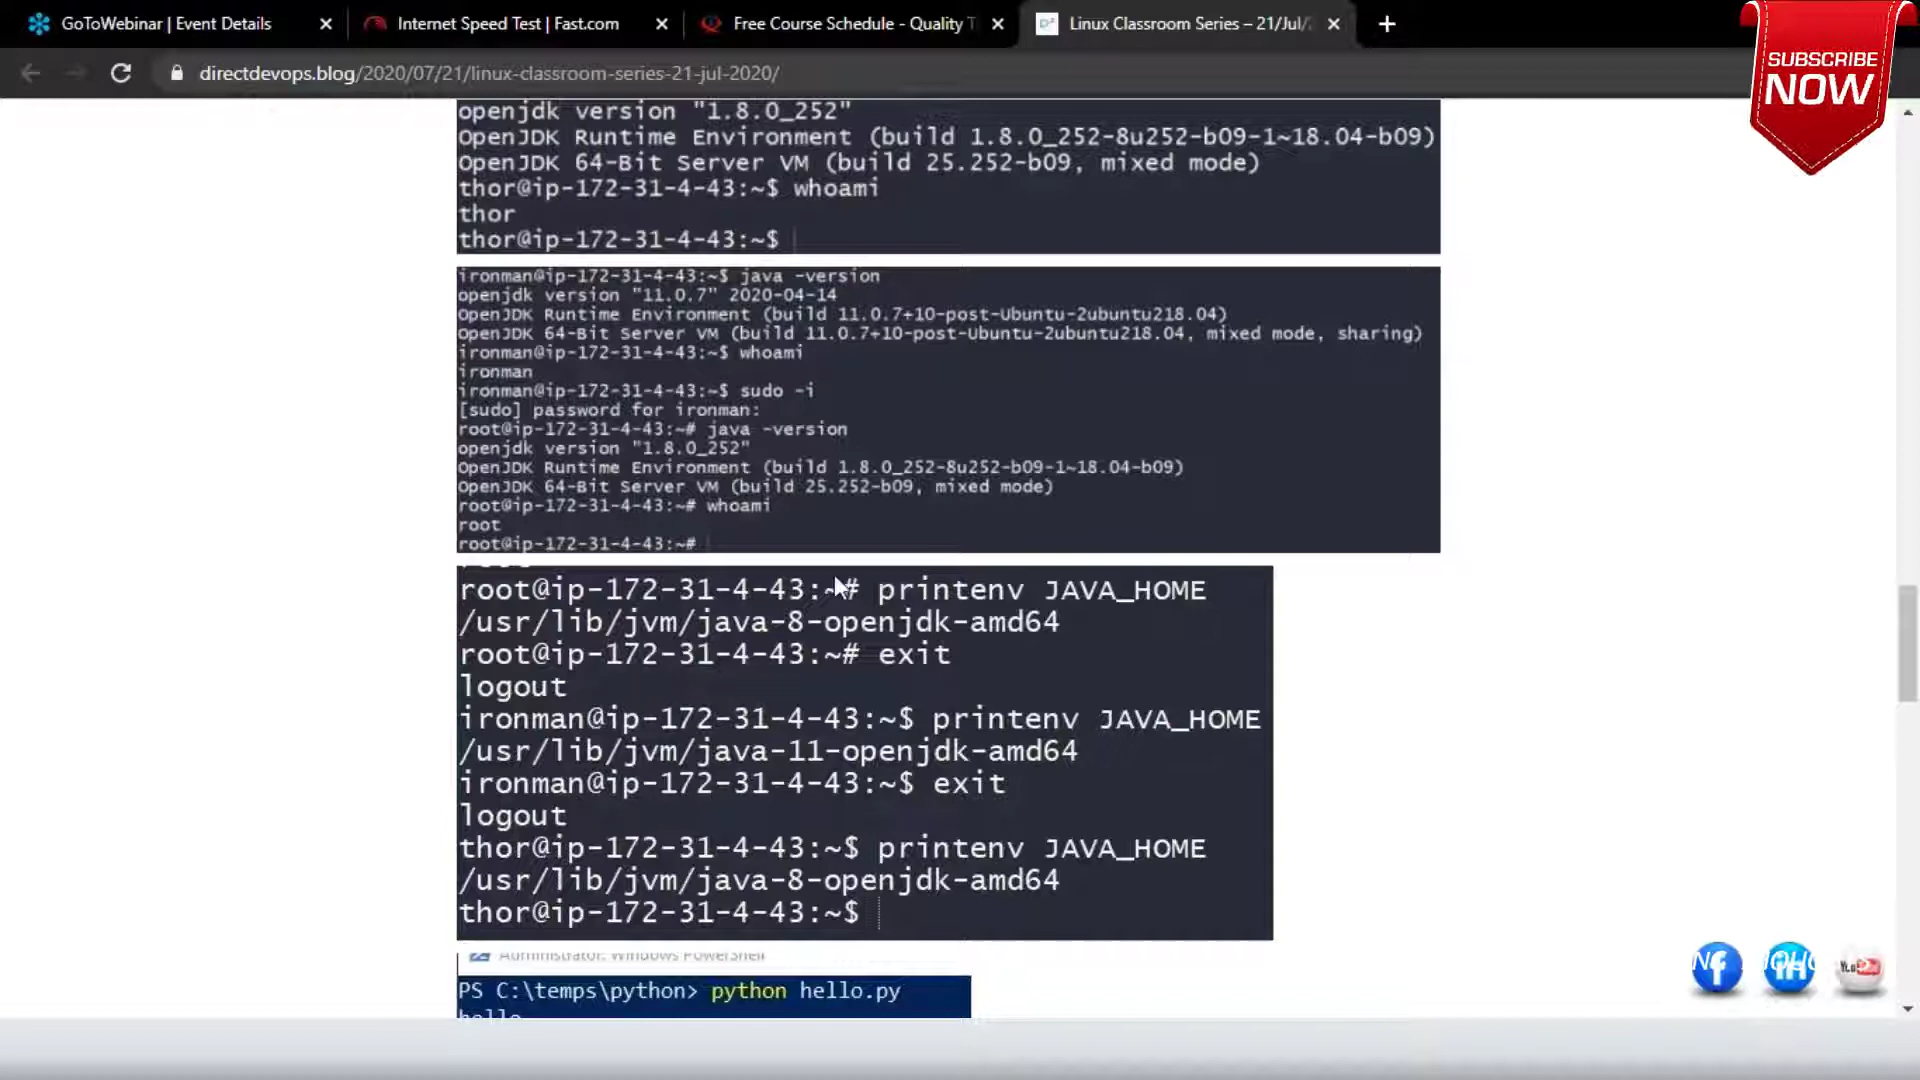 GoToWebinar | Event Details
Internet Speed Test | Fast.com
Free Course Schedule - Quality T
Linux Classroom Series – 21/Jul/
directdevops.blog/2020/07/21/linux-classroom-series-21-jul-2020/
SUBSCRIBE
NOW
openjdk version "1.8.0_252"
OpenJDK Runtime Environment (build 1.8.0_252-8u252-b09-1~18.04-b09)
OpenJDK 64-Bit Server VM (build 25.252-b09, mixed mode)
thor@ip-172-31-4-43:~$ whoami
thor
thor@ip-172-31-4-43:~$
ironman@ip-172-31-4-43:~$ java -version
openjdk version "11.0.7" 2020-04-14
OpenJDK Runtime Environment (build 11.0.7+10-post-Ubuntu-2ubuntu218.04)
OpenJDK 64-Bit Server VM (build 11.0.7+10-post-Ubuntu-2ubuntu218.04, mixed mode, sharing)
ironman@ip-172-31-4-43:~$ whoami
ironman
ironman@ip-172-31-4-43:~$ sudo -i
[sudo] password for ironman:
root@ip-172-31-4-43:~# java -version
openjdk version "1.8.0_252"
OpenJDK Runtime Environment (build 1.8.0_252-8u252-b09-1~18.04-b09)
OpenJDK 64-Bit Server VM (build 25.252-b09, mixed mode)
root@ip-172-31-4-43:~# whoami
root
root@ip-172-31-4-43:~#
root@ip-172-31-4-43:~# printenv JAVA_HOME
/usr/lib/jvm/java-8-openjdk-amd64
root@ip-172-31-4-43:~# exit
logout
ironman@ip-172-31-4-43:~$ printenv JAVA_HOME
/usr/lib/jvm/java-11-openjdk-amd64
ironman@ip-172-31-4-43:~$ exit
logout
thor@ip-172-31-4-43:~$ printenv JAVA_HOME
/usr/lib/jvm/java-8-openjdk-amd64
thor@ip-172-31-4-43:~$
Administrator: Windows PowerShell
PS C:\temps\python> python hello.py
hello